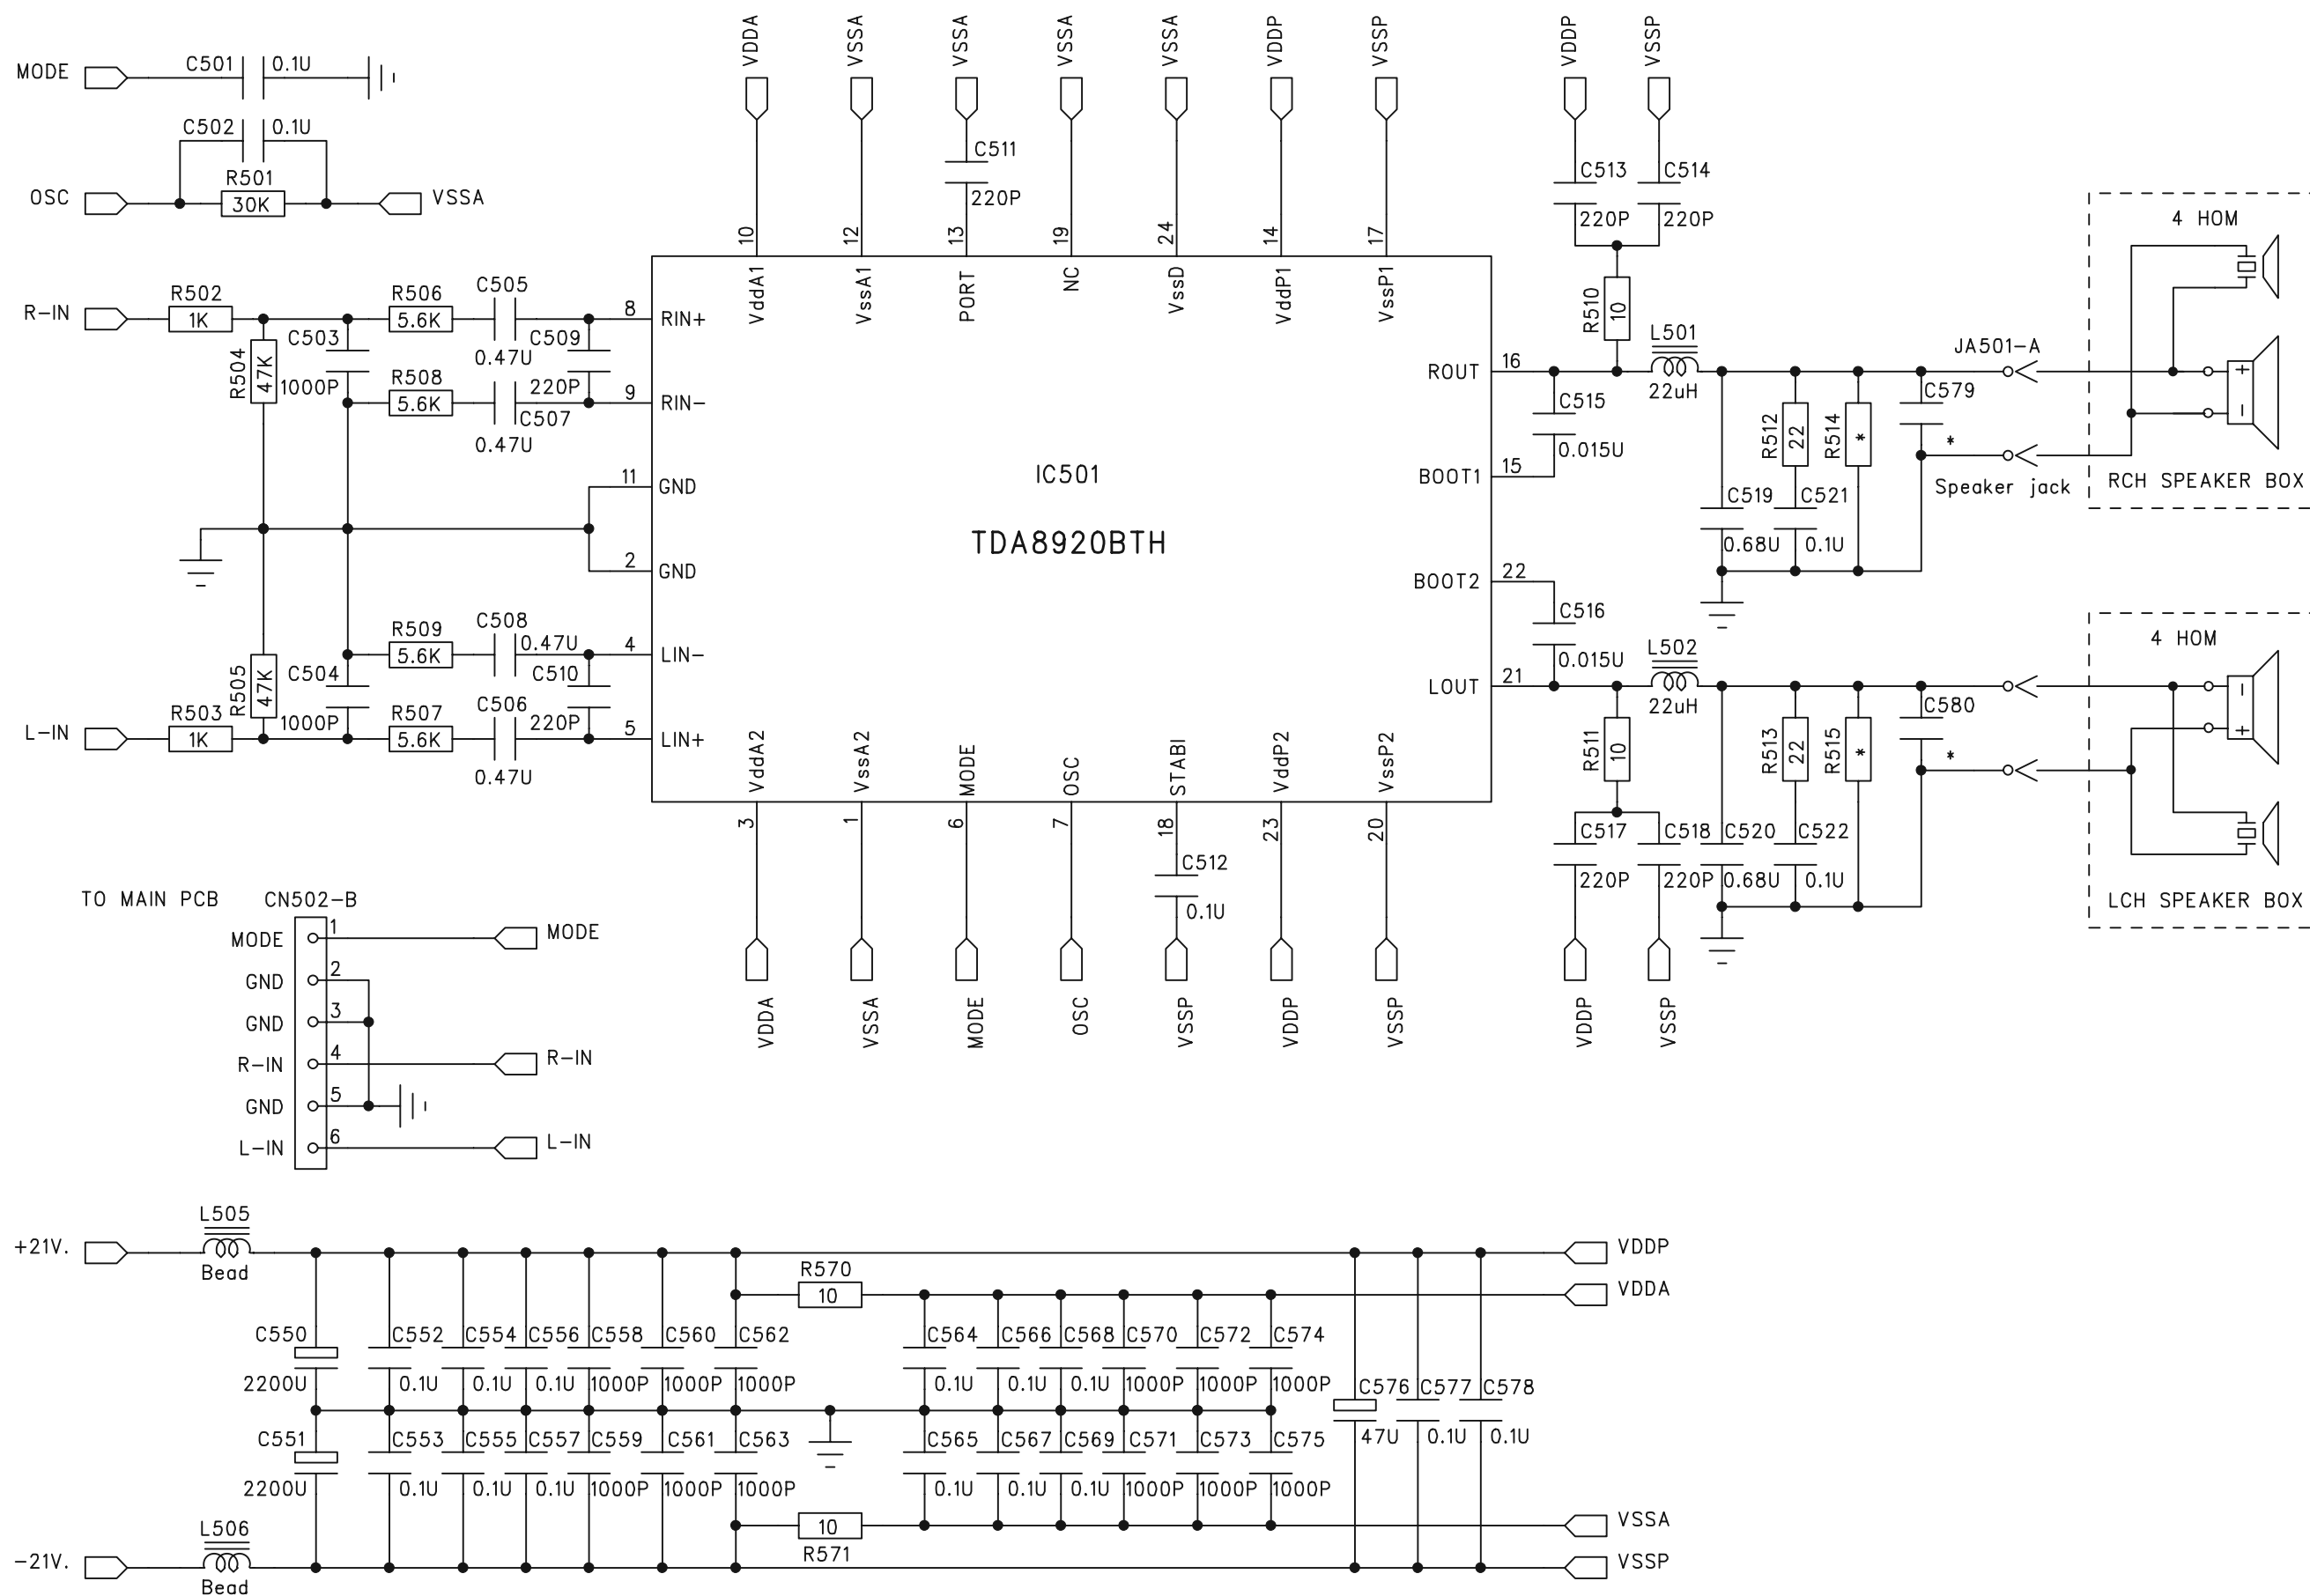 VDDA
VSSA
VSSA
VSSA
VSSA
VDDP
VSSP
VDDP
VSSP
MODE
C501
0.1U
C502
0.1U
R501
OSC
30K
VSSA
C511
220P
C513
C514
220P
220P
10
12
13
19
24
14
17
VddA1
VssA1
PORT
NC
VssD
VddP1
VssP1
R-IN
R502
1K
R504
47K
C503
1000P
R506
5.6K
C505
0.47U
C509
220P
8
RIN+
R508
5.6K
C507
0.47U
9
RIN-
11
GND
2
GND
IC501
TDA8920BTH
R509
5.6K
C508
0.47U
4
LIN-
R505
47K
C504
1000P
C510
220P
L-IN
R503
1K
R507
5.6K
C506
0.47U
5
LIN+
ROUT
16
BOOT1
15
BOOT2
22
LOUT
21
R510
10
L501
22uH
C515
0.015U
R512
22
R514
*
C579
*
C519
0.68U
C521
0.1U
JA501-A
Speaker jack
4 HOM
+
-
RCH SPEAKER BOX
C516
0.015U
L502
22uH
R511
10
R513
22
R515
*
C580
*
C517
C518
C520
C522
220P
220P
0.68U
0.1U
4 HOM
-
+
LCH SPEAKER BOX
VddA2
VssA2
MODE
OSC
STABI
VddP2
VssP2
3
1
6
7
18
23
20
C512
0.1U
VDDA
VSSA
MODE
OSC
VSSP
VDDP
VSSP
VDDP
VSSP
TO MAIN PCB
CN502-B
MODE
1
MODE
GND
2
GND
3
R-IN
4
R-IN
GND
5
L-IN
6
L-IN
L505
+21V.
Bead
VDDP
R570
10
VDDA
C550
C552
C554
C556
C558
C560
C562
C564
C566
C568
C570
C572
C574
2200U
0.1U
0.1U
0.1U
1000P
1000P
1000P
0.1U
0.1U
0.1U
1000P
1000P
1000P
C576
C577
C578
47U
0.1U
0.1U
C551
C553
C555
C557
C559
C561
C563
C565
C567
C569
C571
C573
C575
2200U
0.1U
0.1U
0.1U
1000P
1000P
1000P
0.1U
0.1U
0.1U
1000P
1000P
1000P
10
R571
VSSA
L506
-21V.
Bead
VSSP